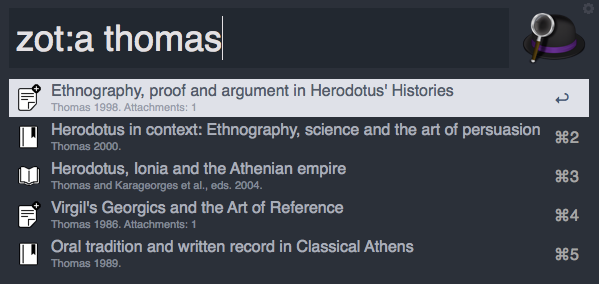 zot:a thomas
Ethnography, proof and argument in Herodotus' Histories
Thomas 1998. Attachments: 1
↩
Herodotus in context: Ethnography, science and the art of persuasion
Thomas 2000.
⌘2
Herodotus, Ionia and the Athenian empire
Thomas and Karageorges et al., eds. 2004.
⌘3
Virgil's Georgics and the Art of Reference
Thomas 1986. Attachments: 1
⌘4
Oral tradition and written record in Classical Athens
Thomas 1989.
⌘5